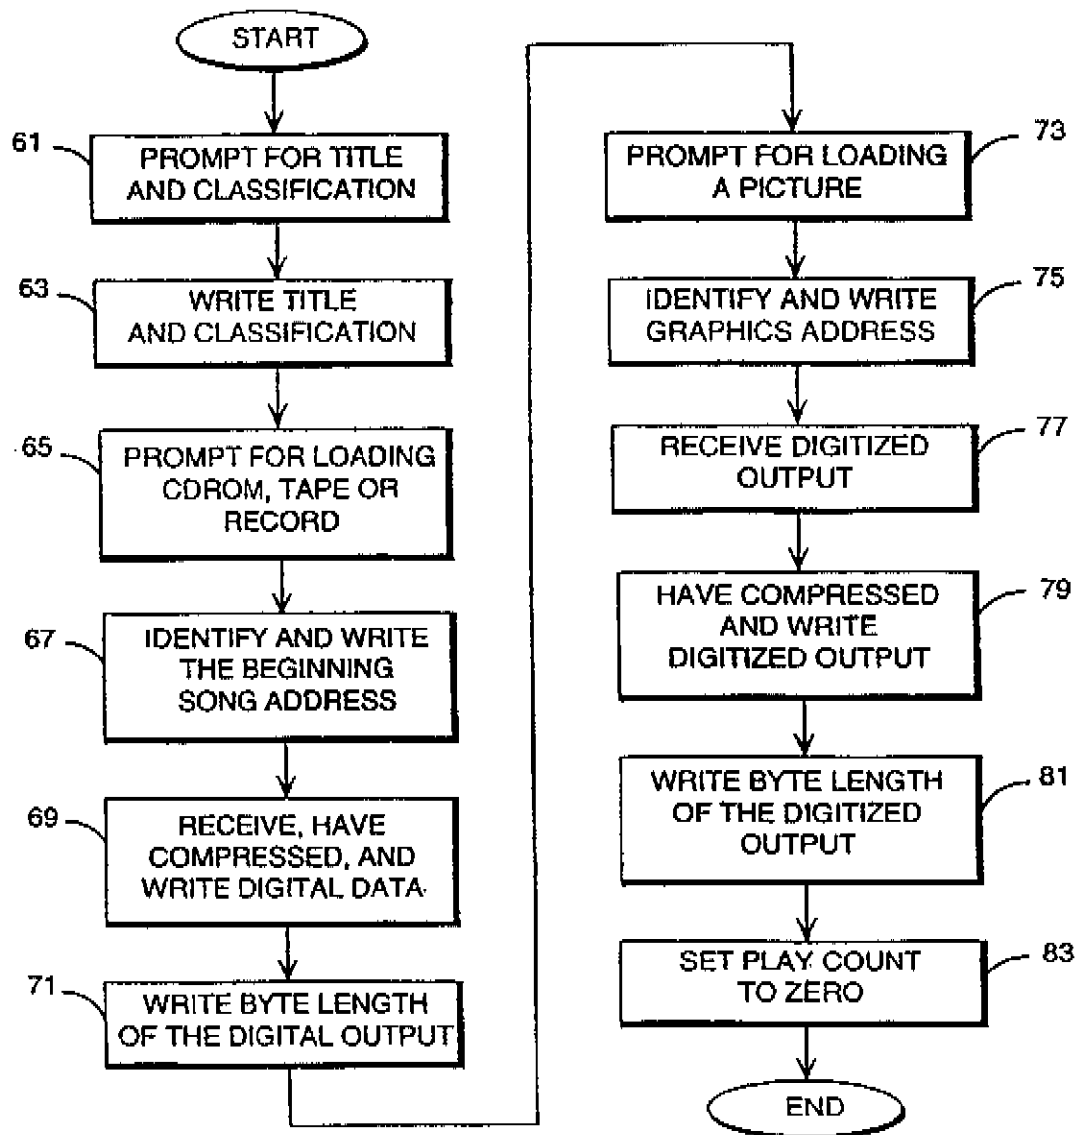 START
61
PROMPT FOR TITLE
AND CLASSIFICATION
63
WRITE TITLE
AND CLASSIFICATION
65
PROMPT FOR LOADING
CDROM, TAPE OR
RECORD
67
IDENTIFY AND WRITE
THE BEGINNING
SONG ADDRESS
69
RECEIVE, HAVE
COMPRESSED, AND
WRITE DIGITAL DATA
71
WRITE BYTE LENGTH
OF THE DIGITAL OUTPUT
73
PROMPT FOR LOADING
A PICTURE
75
IDENTIFY AND WRITE
GRAPHICS ADDRESS
77
RECEIVE DIGITIZED
OUTPUT
79
HAVE COMPRESSED
AND WRITE
DIGITIZED OUTPUT
81
WRITE BYTE LENGTH
OF THE DIGITIZED
OUTPUT
83
SET PLAY COUNT
TO ZERO
END